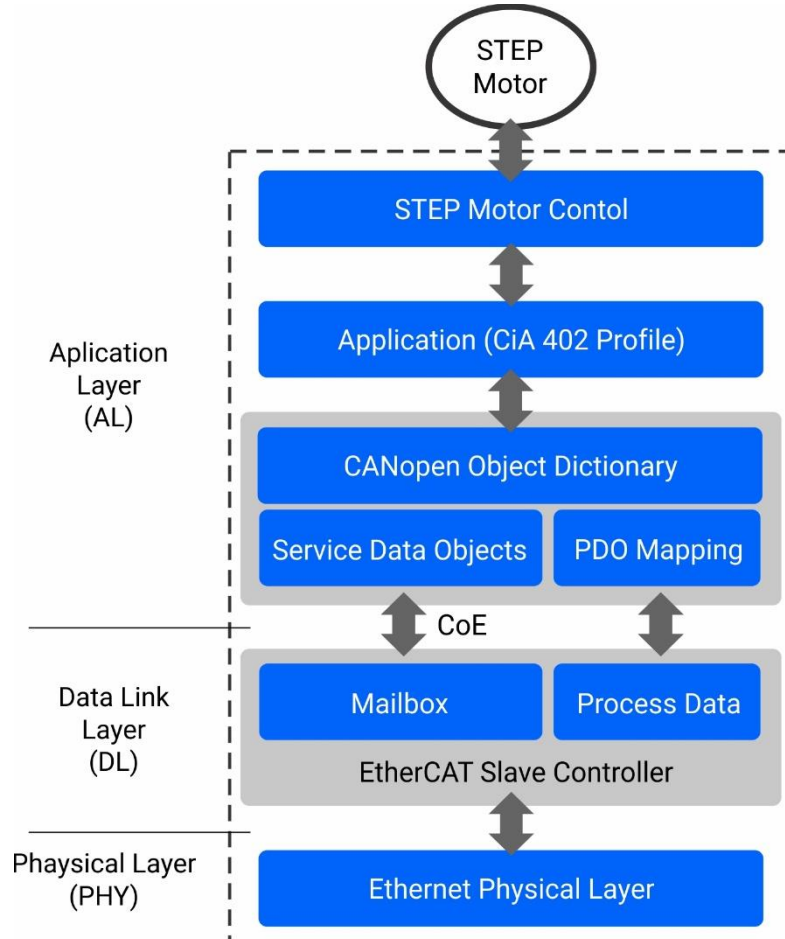 STEP
Motor
STEP Motor Contol
Application (CiA 402 Profile)
Aplication
Layer
(AL)
CANopen Object Dictionary
Service Data Objects
PDO Mapping
CoE
Data Link
Layer
(DL)
Mailbox
Process Data
EtherCAT Slave Controller
Phaysical Layer
(PHY)
Ethernet Physical Layer